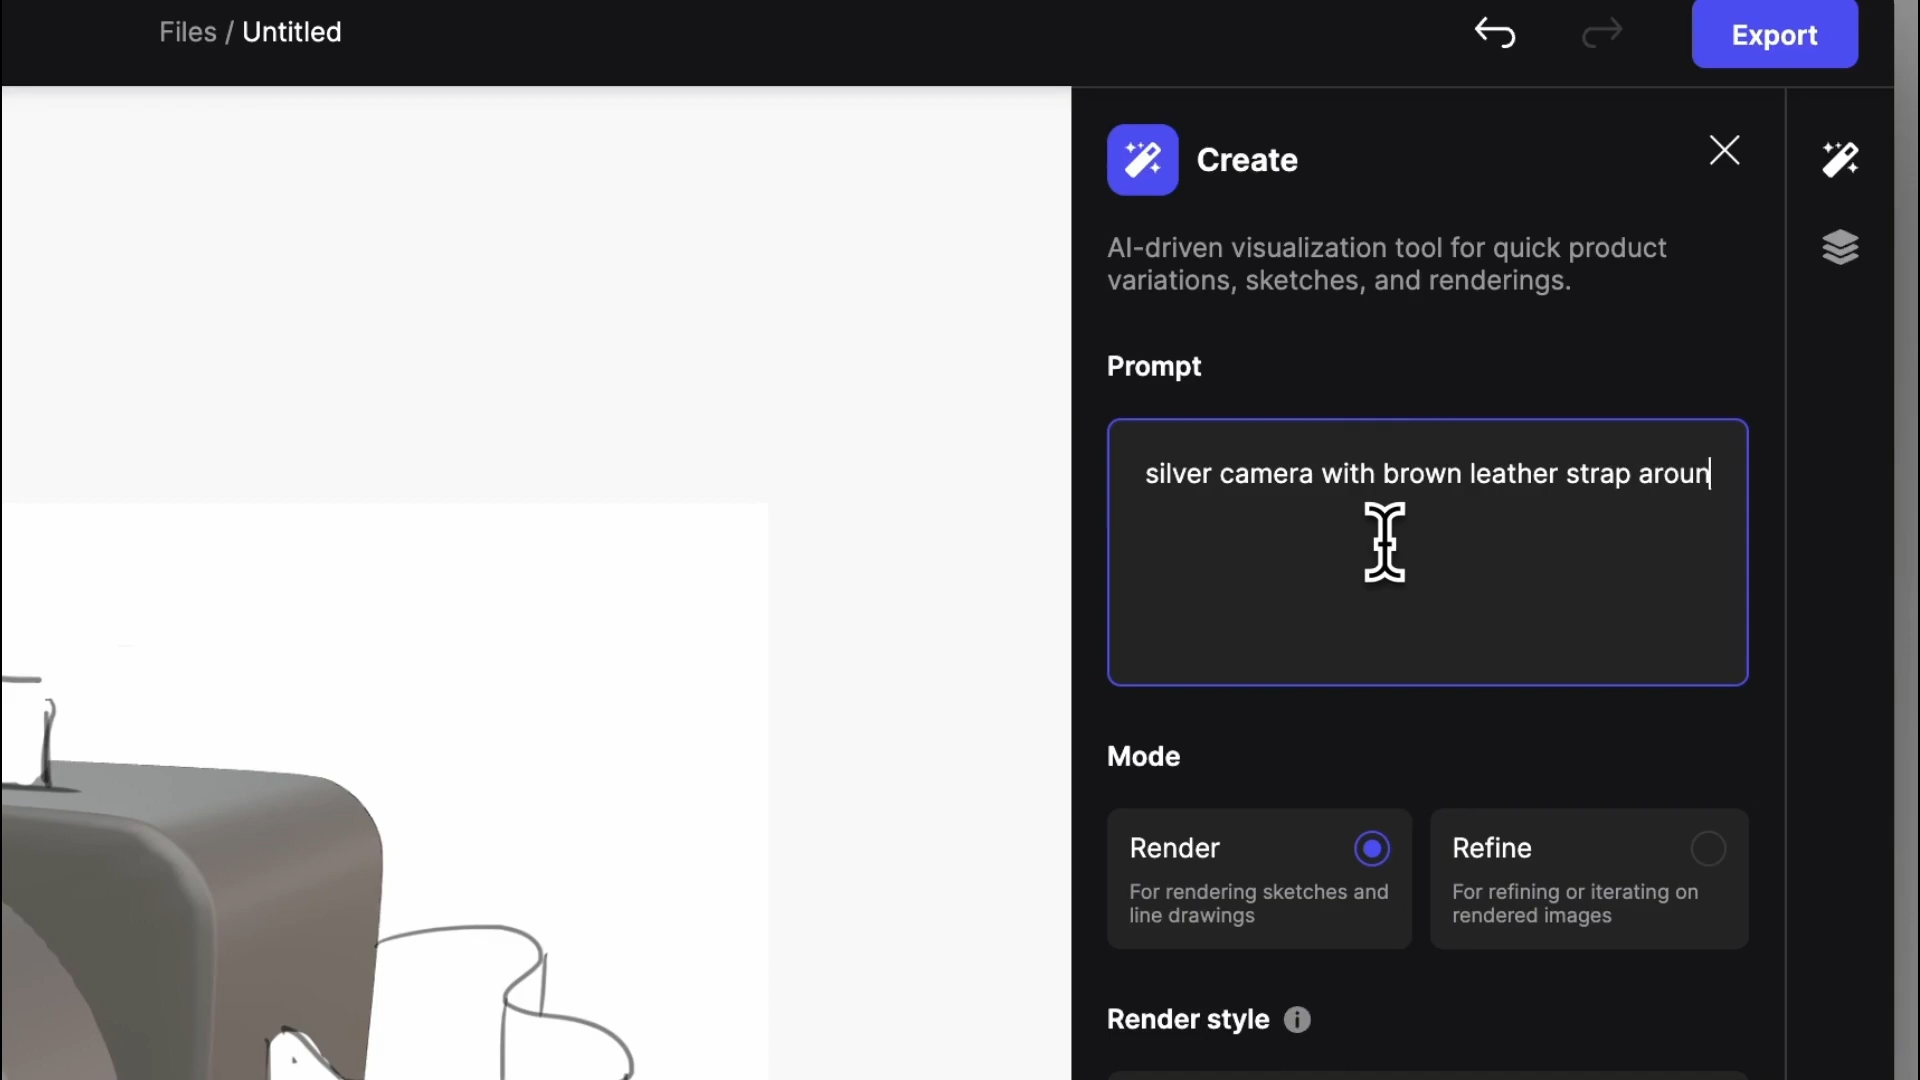 Files / Untitled
Export
Create
AI-driven visualization tool for quick product
variations, sketches, and renderings.
Prompt
silver camera with brown leather strap aroun
Mode
Render
For rendering sketches and
line drawings
Refine
For refining or iterating on
rendered images
Render style